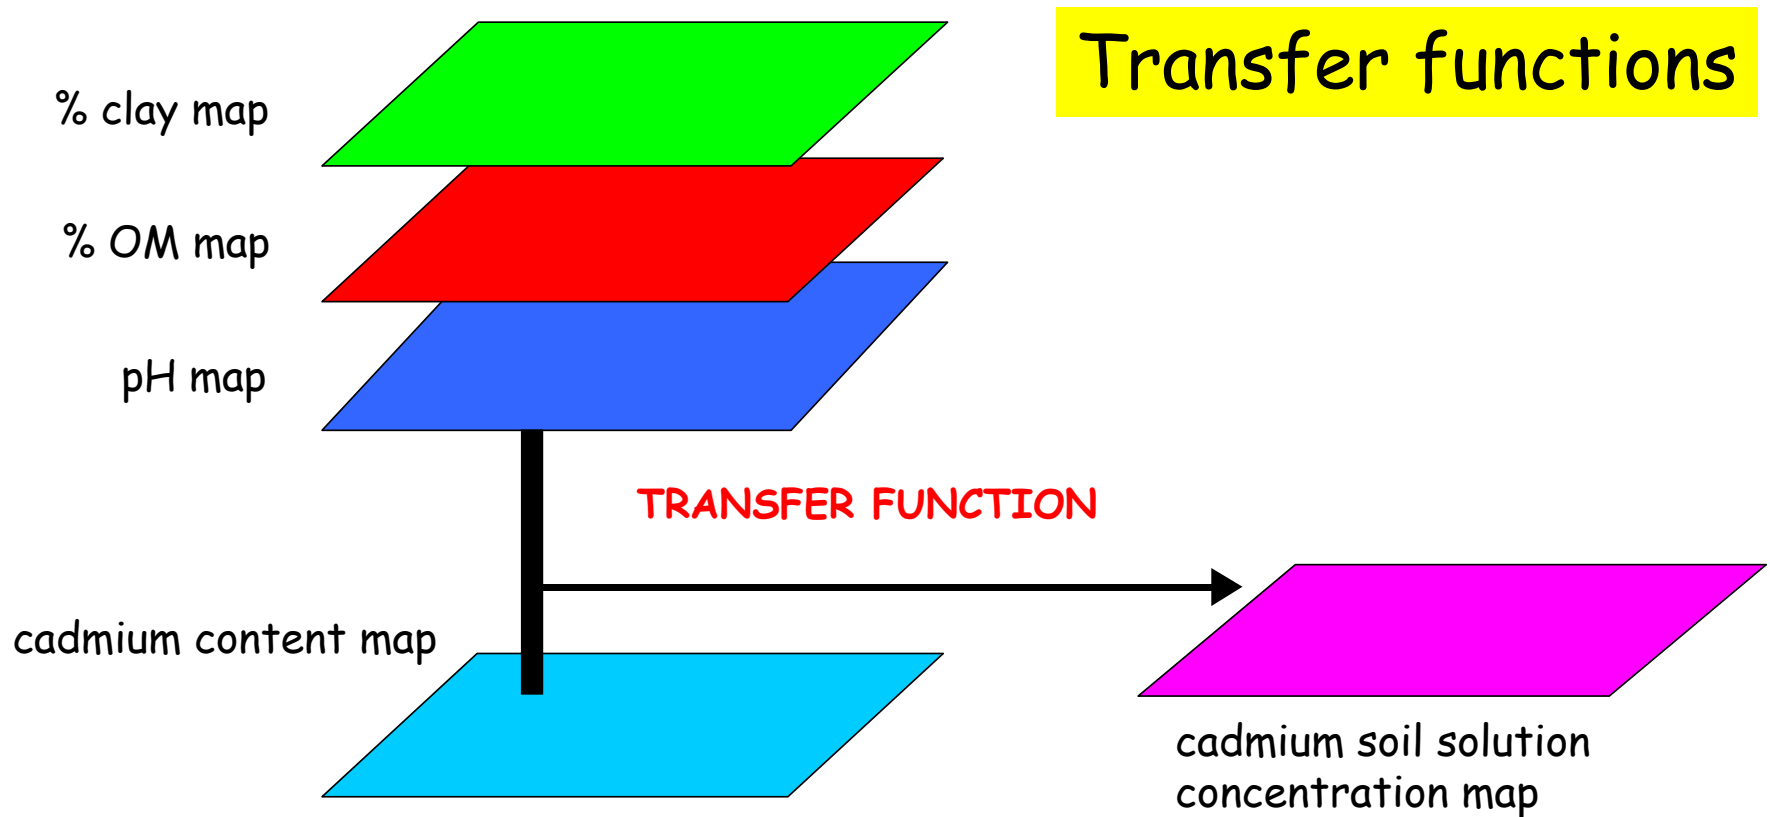 Transfer functions
% clay map
% OM map
pH map
TRANSFER FUNCTION
cadmium content map
cadmium soil solution
concentration map